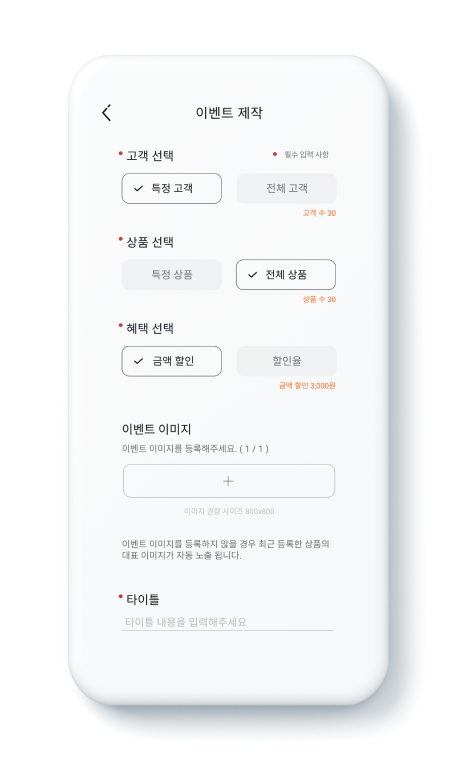 이벤트 제작
고객 선택
필수 입력 사항
특정 고객
전체 고객
고객 수 30
상품 선택
특정 상품
전체 상품
상품 수 30
혜택 선택
금액 할인
할인율
금액 할인 3,000원
이벤트 이미지
이벤트 이미지를 등록해주세요. ( 1 / 1 )
이미지 권장 사이즈 800x800
이벤트 이미지를 등록하지 않을 경우 최근 등록한 상품의
대표 이미지가 자동 노출 됩니다.
타이틀
타이틀 내용을 입력해주세요